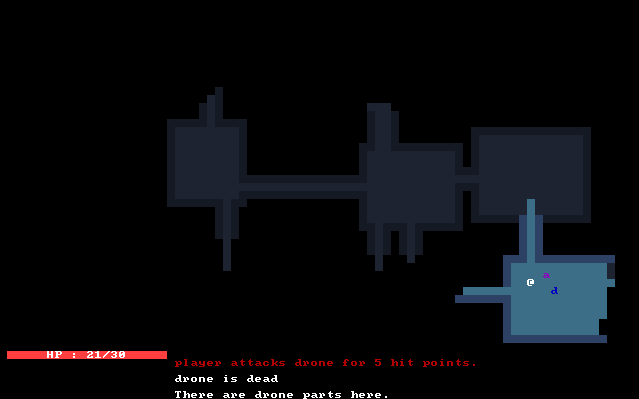 a
@
d
HP : 21/30
player attacks drone for 5 hit points.
drone is dead
There are drone parts here.